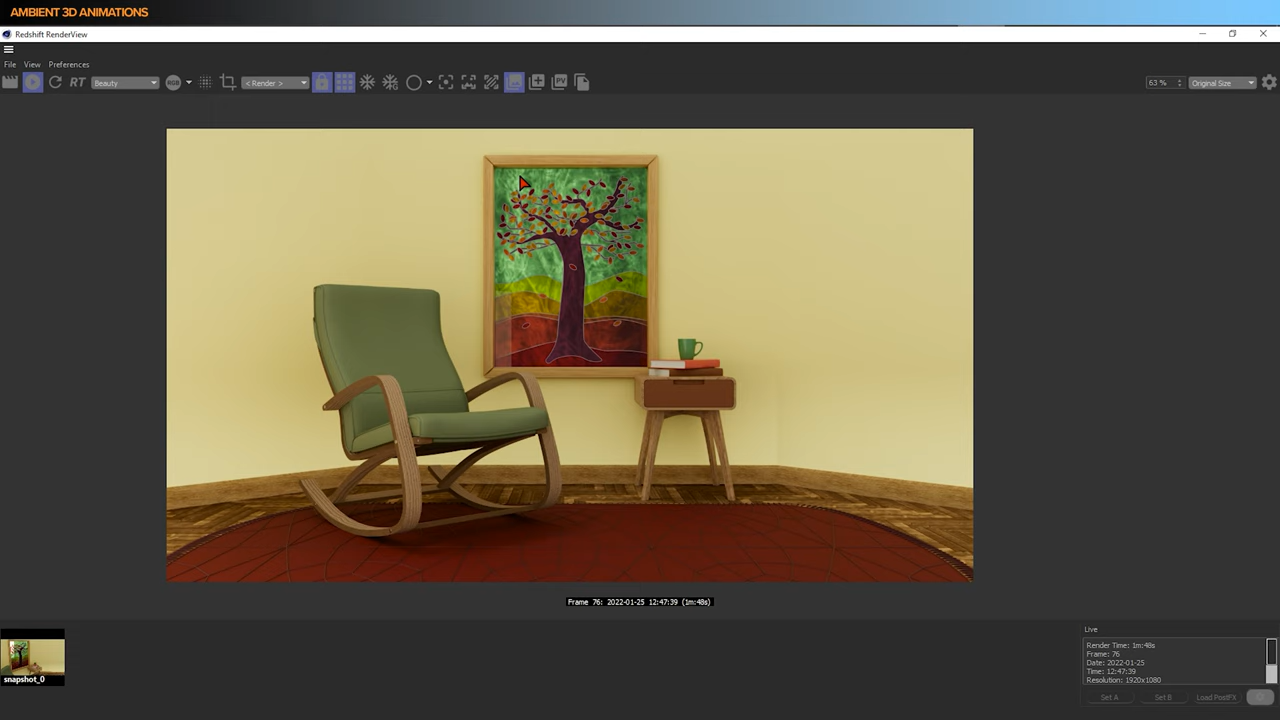 AMBIENT 3D ANIMATIONS
Redshift RenderView
File View Preferences
RT Beauty RGB < Render > PV 63 % Original Size
Frame 76: 2022-01-25 12:47:39 (1m:48s)
snapshot_0
Live
Render Time: 1m:48s
Frame: 76
Date: 2022-01-25
Time: 12:47:39
Resolution: 1920x1080
Set A Set B Load PostFX